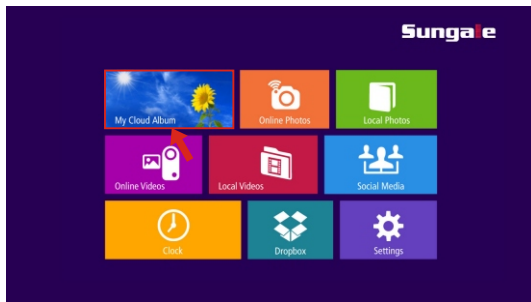 Sungale
My Cloud Album
Online Photos
Local Photos
Online Videos
Local Videos
Social Media
Clock
Dropbox
Settings